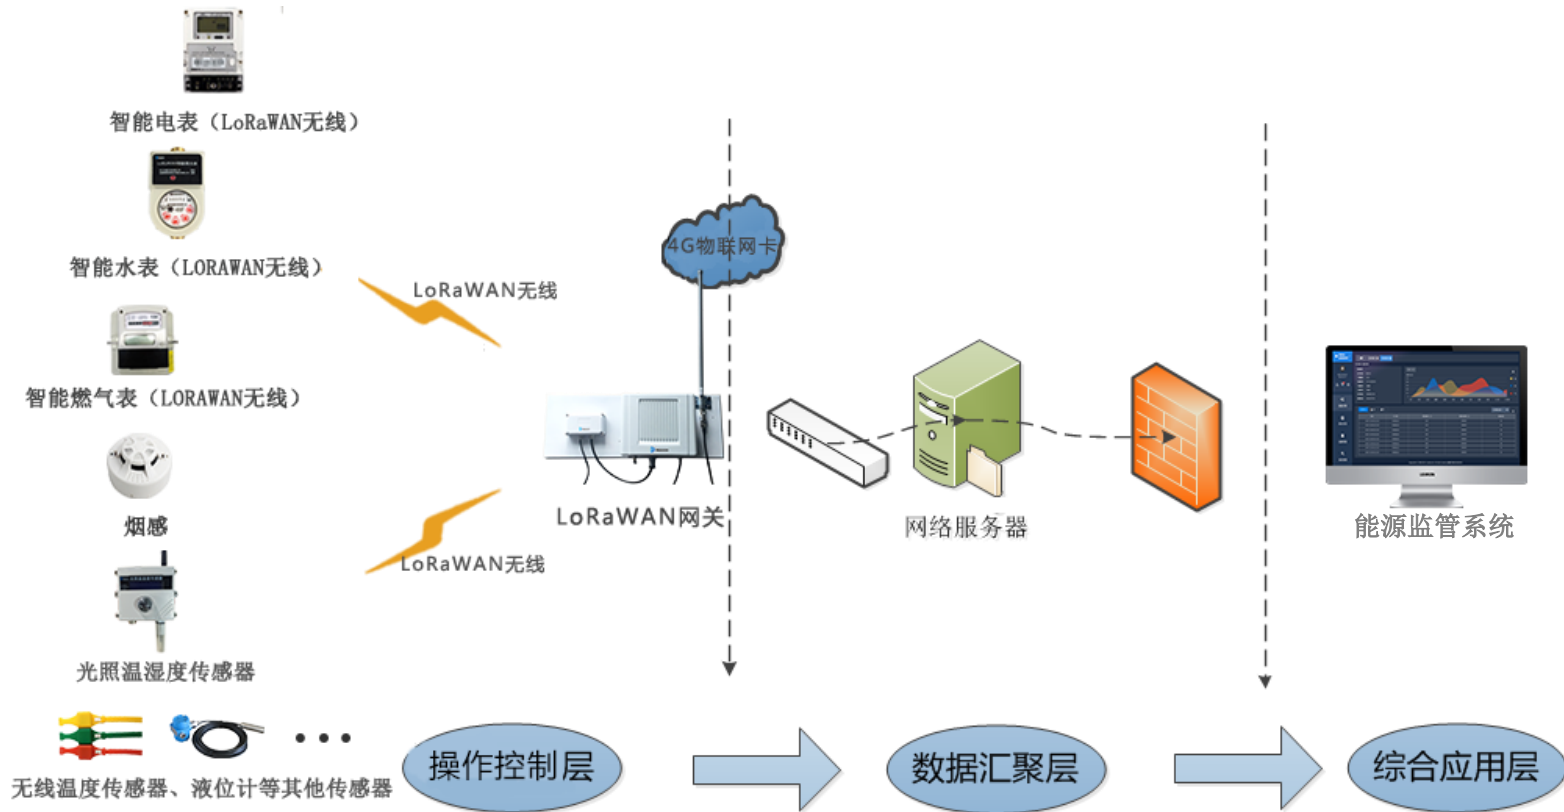 智能电表（LoRaWAN无线）
智能水表（LORAWAN无线）
智能燃气表（LORAWAN无线）
烟感
光照温湿度传感器
无线温度传感器、液位计等其他传感器
LoRaWAN无线
LoRaWAN无线
4G物联网卡
LoRaWAN网关
网络服务器
能源监管系统
操作控制层
数据汇聚层
综合应用层